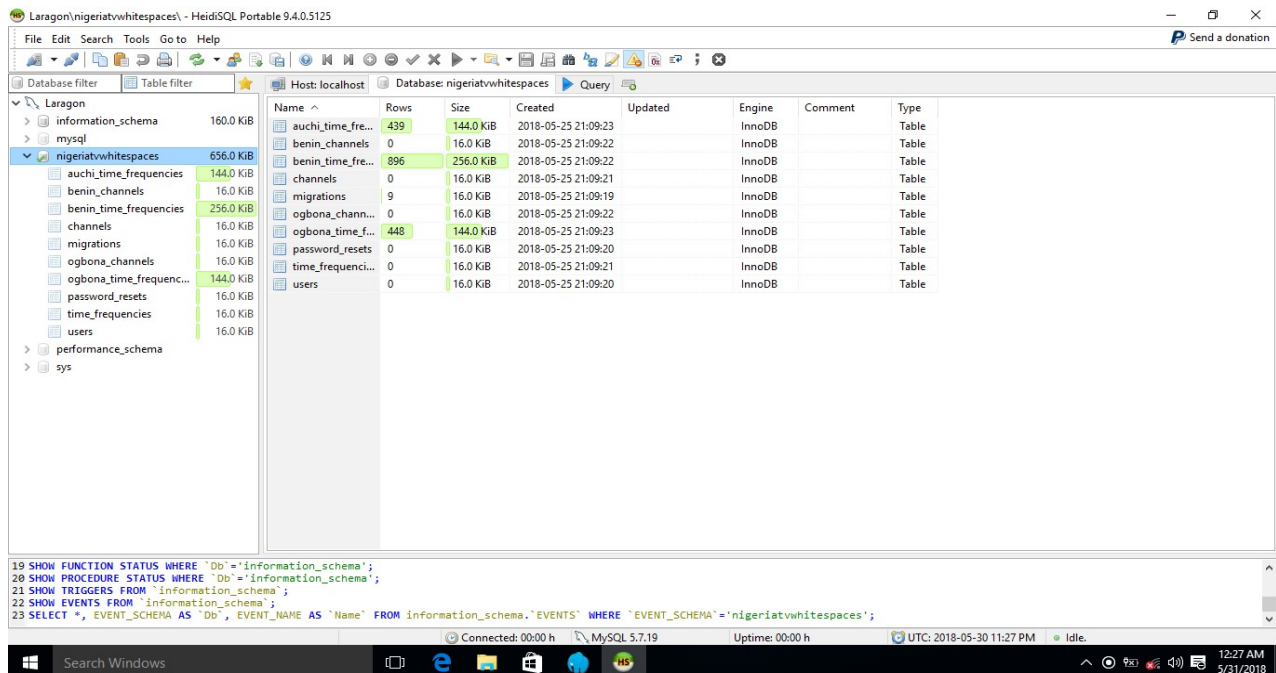 Laragon\nigeriatvwhitespaces\ - HeidiSQL Portable 9.4.0.5125
File Edit Search Tools Go to Help
Send a donation
Database filter Table filter
Host: localhost Database: nigeriatvwhitespaces Query
Laragon
information_schema 160.0 KiB
mysql
nigeriatvwhitespaces 656.0 KiB
auchi_time_frequencies 144.0 KiB
benin_channels 16.0 KiB
benin_time_frequencies 256.0 KiB
channels 16.0 KiB
migrations 16.0 KiB
ogbona_channels 16.0 KiB
ogbona_time_frequenc... 144.0 KiB
password_resets 16.0 KiB
time_frequencies 16.0 KiB
users 16.0 KiB
performance_schema
sys
Name Rows Size Created Updated Engine Comment Type
auchi_time_fre... 439 144.0 KiB 2018-05-25 21:09:23 InnoDB Table
benin_channels 0 16.0 KiB 2018-05-25 21:09:22 InnoDB Table
benin_time_fre... 896 256.0 KiB 2018-05-25 21:09:22 InnoDB Table
channels 0 16.0 KiB 2018-05-25 21:09:21 InnoDB Table
migrations 9 16.0 KiB 2018-05-25 21:09:19 InnoDB Table
ogbona_chann... 0 16.0 KiB 2018-05-25 21:09:22 InnoDB Table
ogbona_time_f... 448 144.0 KiB 2018-05-25 21:09:23 InnoDB Table
password_resets 0 16.0 KiB 2018-05-25 21:09:20 InnoDB Table
time_frequenci... 0 16.0 KiB 2018-05-25 21:09:21 InnoDB Table
users 0 16.0 KiB 2018-05-25 21:09:20 InnoDB Table
19 SHOW FUNCTION STATUS WHERE `Db`='information_schema';
20 SHOW PROCEDURE STATUS WHERE `Db`='information_schema';
21 SHOW TRIGGERS FROM `information_schema`;
22 SHOW EVENTS FROM `information_schema`;
23 SELECT *, EVENT_SCHEMA AS `Db`, EVENT_NAME AS `Name` FROM information_schema.`EVENTS` WHERE `EVENT_SCHEMA`='nigeriatvwhitespaces';
Connected: 00:00 h MySQL 5.7.19 Uptime: 00:00 h UTC: 2018-05-30 11:27 PM Idle.
Search Windows
HS
12:27 AM
5/31/2018